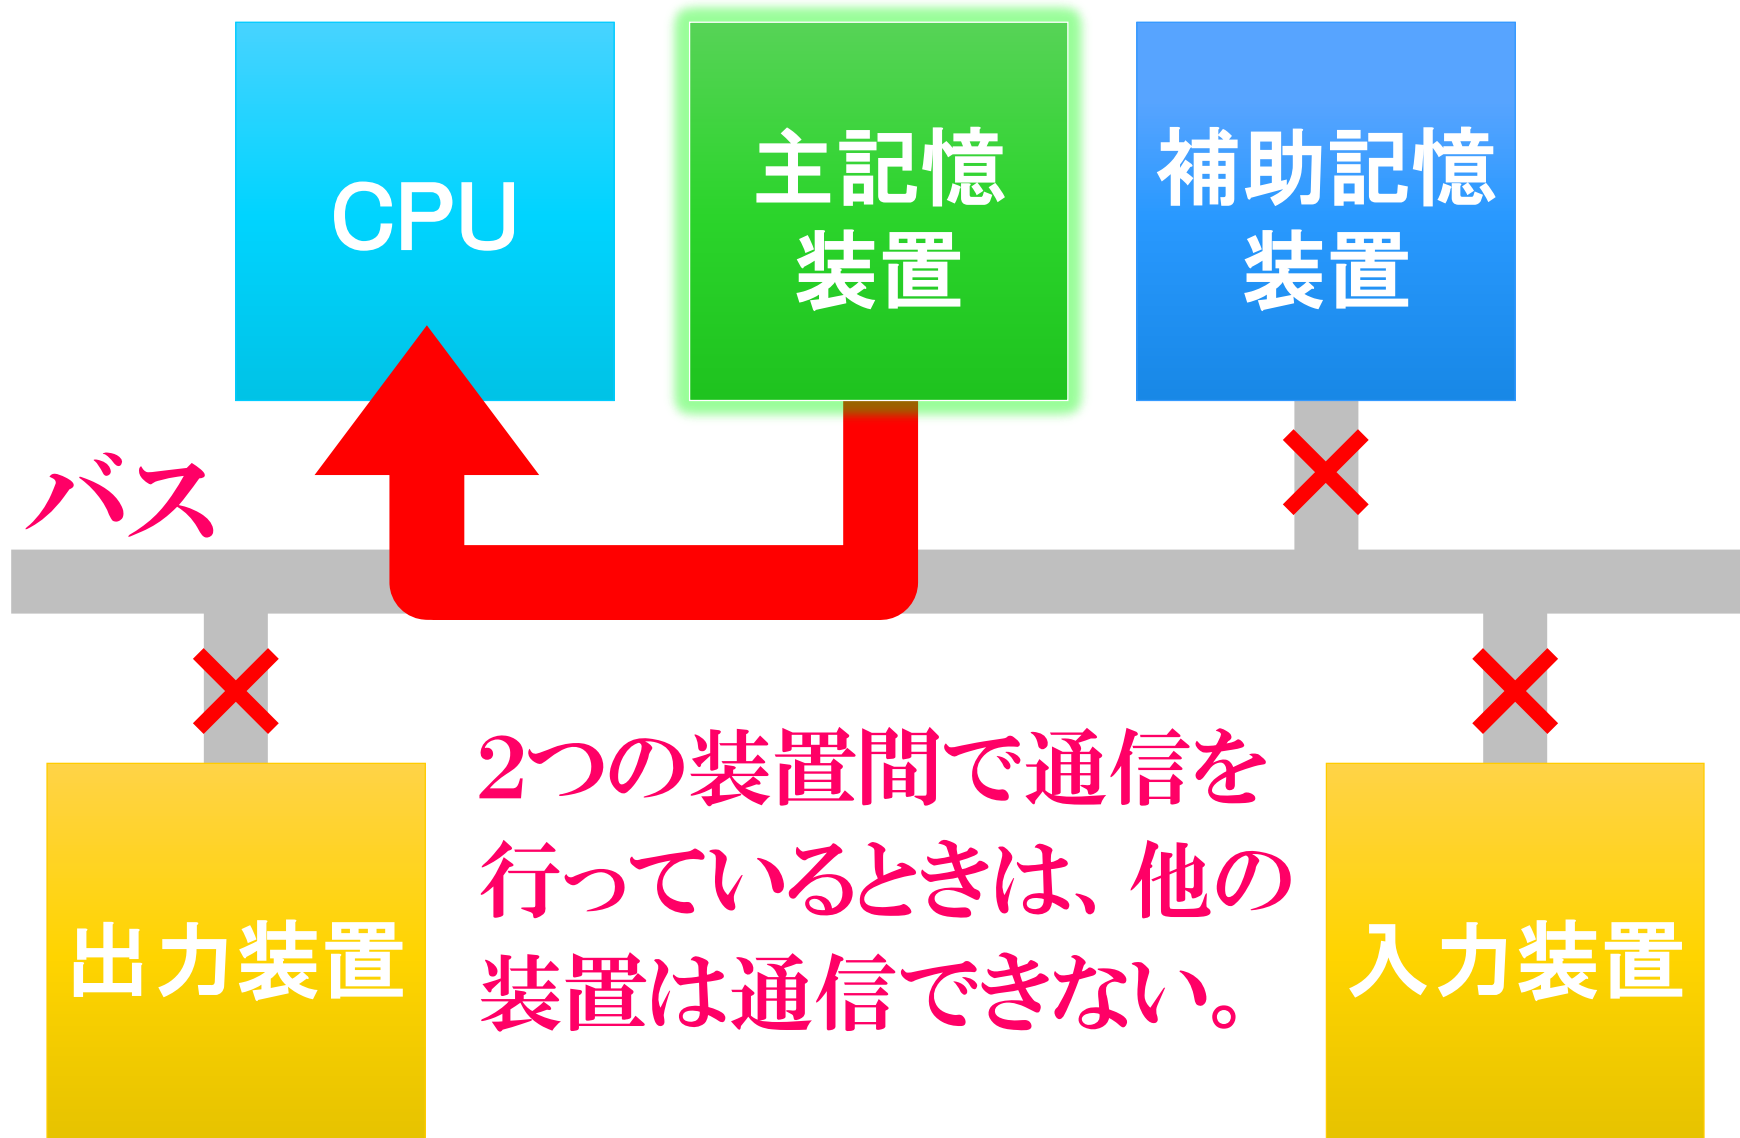 CPU
主記憶
装置
補助記憶
装置
バス
2つの装置間で通信を
行っているときは、他の
装置は通信できない。
出力装置
入力装置